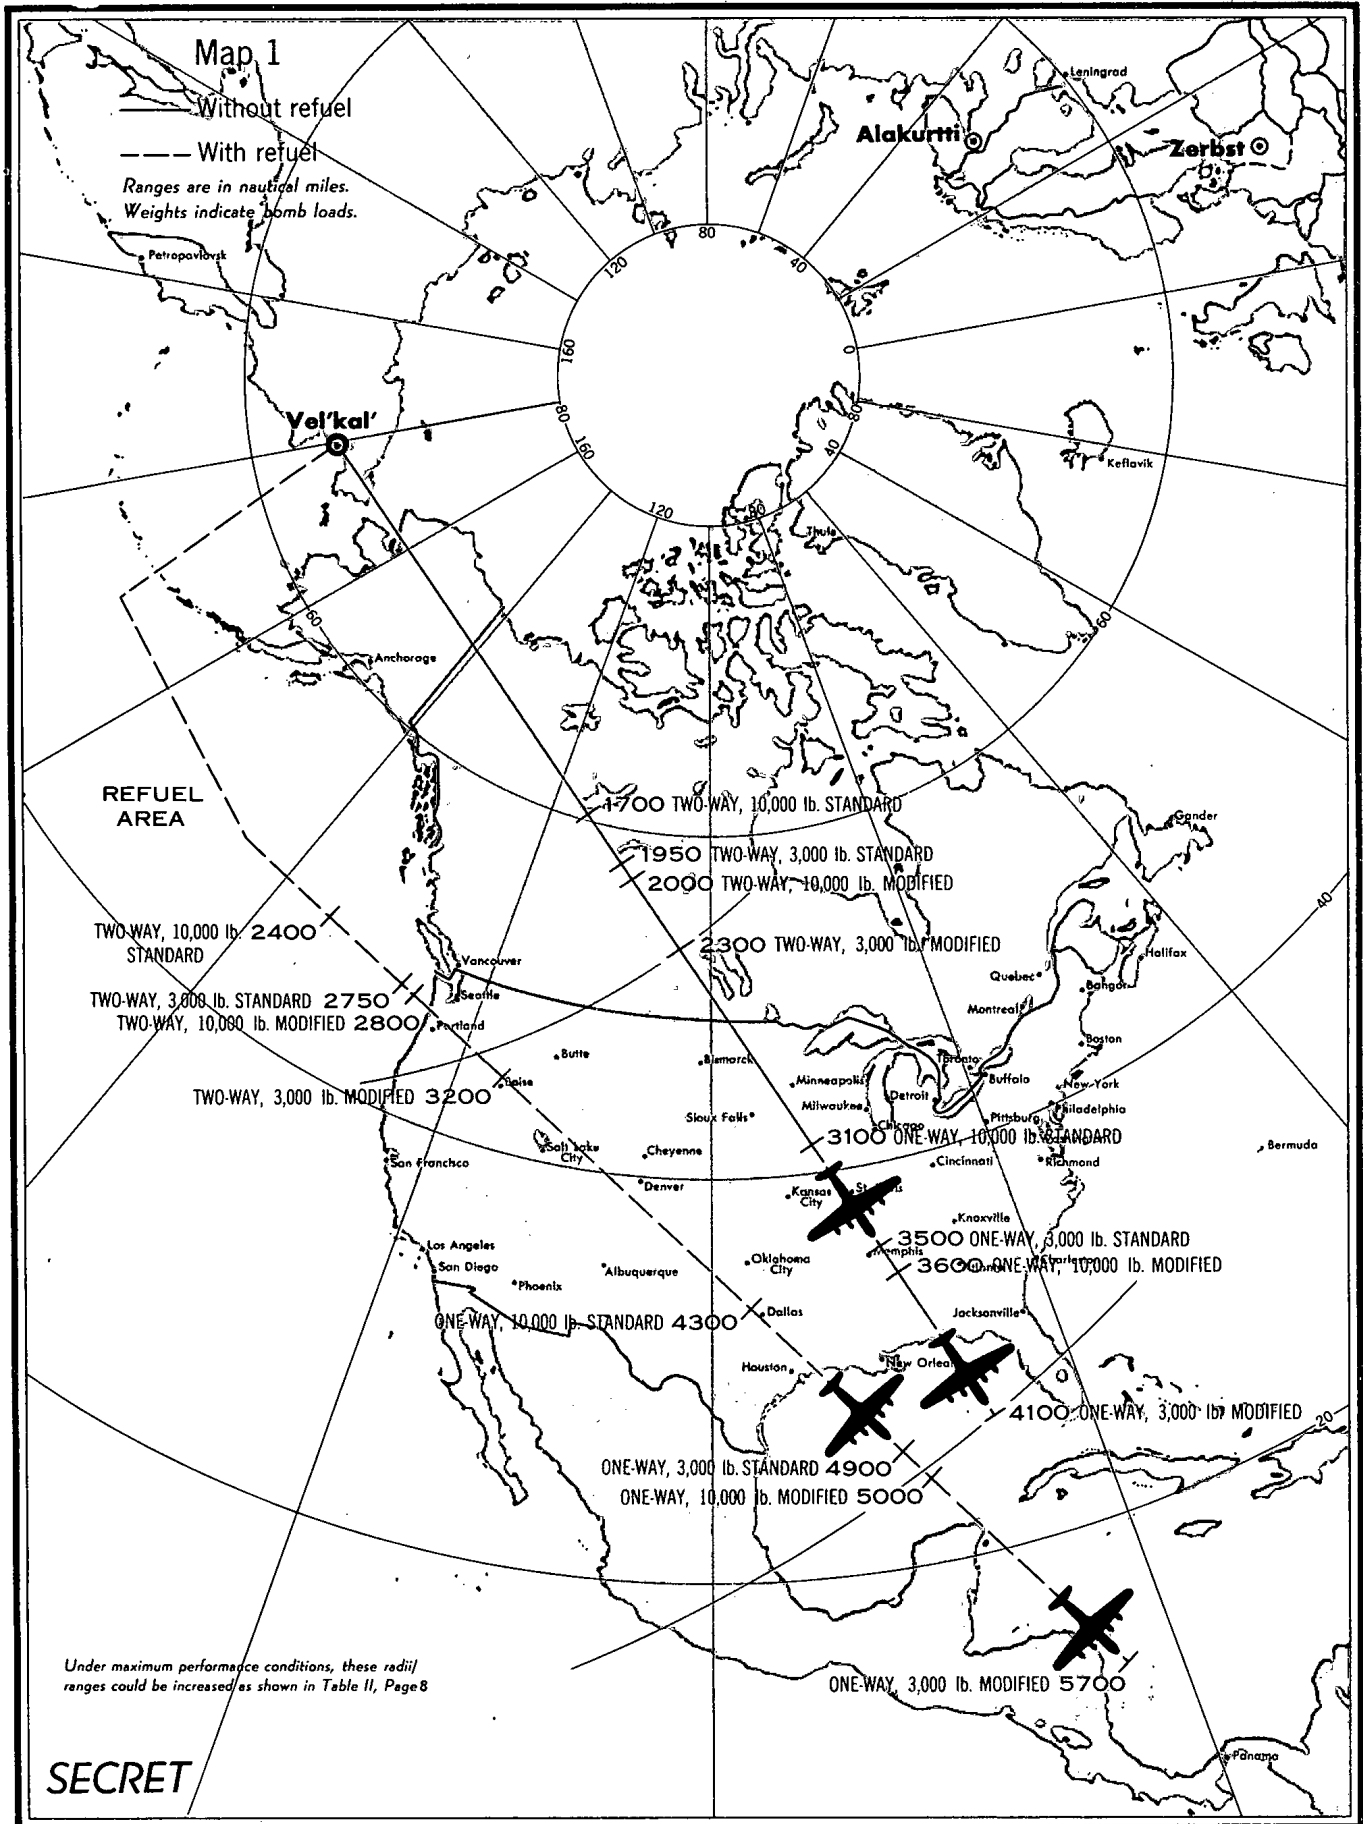 Map 1
Without refuel
With refuel
Ranges are in nautical miles.
Weights indicate bomb loads.
Leningrad
Alakurtti
Zerbst
Petropavlovsk
80
120
40
160
0
Vel'kal'
80
160
80
40
120
80
Keflavik
Thule
60
60
Anchorage
REFUEL
AREA
1700 TWO-WAY, 10,000 lb. STANDARD
Gander
1950 TWO-WAY, 3,000 lb. STANDARD
2000 TWO-WAY, 10,000 lb. MODIFIED
40
TWO-WAY, 10,000 lb. 2400
STANDARD
2300 TWO-WAY, 3,000 lb. MODIFIED
Halifax
Vancouver
Quebec
Bangor
TWO-WAY, 3,000 lb. STANDARD 2750
Seattle
Montreal
TWO-WAY, 10,000 lb. MODIFIED 2800
Portland
Boston
Butte
Bismarck
Toronto
Buffalo
Boise
Minneapolis
New York
TWO-WAY, 3,000 lb. MODIFIED 3200
Detroit
Milwaukee
Philadelphia
Sioux Falls
Pittsburg
Chicago
3100 ONE-WAY, 10,000 lb. STANDARD
Salt Lake
City
Cheyenne
Bermuda
San Francisco
Cincinnati
Richmond
Denver
Kansas
City
Knoxville
Los Angeles
3500 ONE-WAY, 3,000 lb. STANDARD
Memphis
San Diego
Albuquerque
Oklahoma
City
3600 ONE-WAY, 10,000 lb. MODIFIED
Phoenix
ONE-WAY, 10,000 lb. STANDARD 4300
Dallas
Jacksonville
Houston
4100 ONE-WAY, 3,000 lb. MODIFIED
20
ONE-WAY, 3,000 lb. STANDARD 4900
ONE-WAY, 10,000 lb. MODIFIED 5000
Under maximum performance conditions, these radii/
ranges could be increased as shown in Table II, Page 8
ONE-WAY, 3,000 lb. MODIFIED 5700
Panama
SECRET